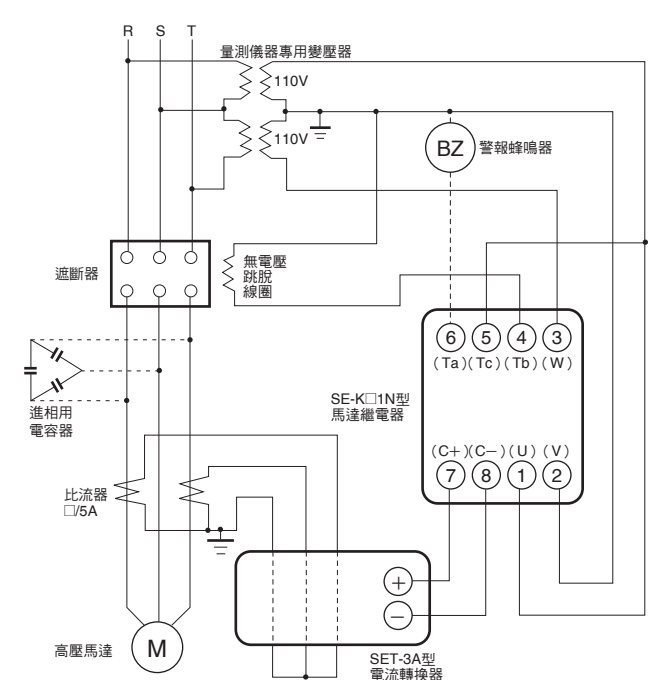 R S T
量測儀器專用變壓器
110V
110V
BZ 警報蜂鳴器
遮斷器
無電壓
跳脫
線圈
6 5 4 3
(Ta) (Tc) (Tb) (W)
SE-K□1N型
馬達繼電器
(C+) (C−) (U) (V)
7 8 1 2
進相用
電容器
比流器
□/5A
+
−
高壓馬達
M
SET-3A型
電流轉換器